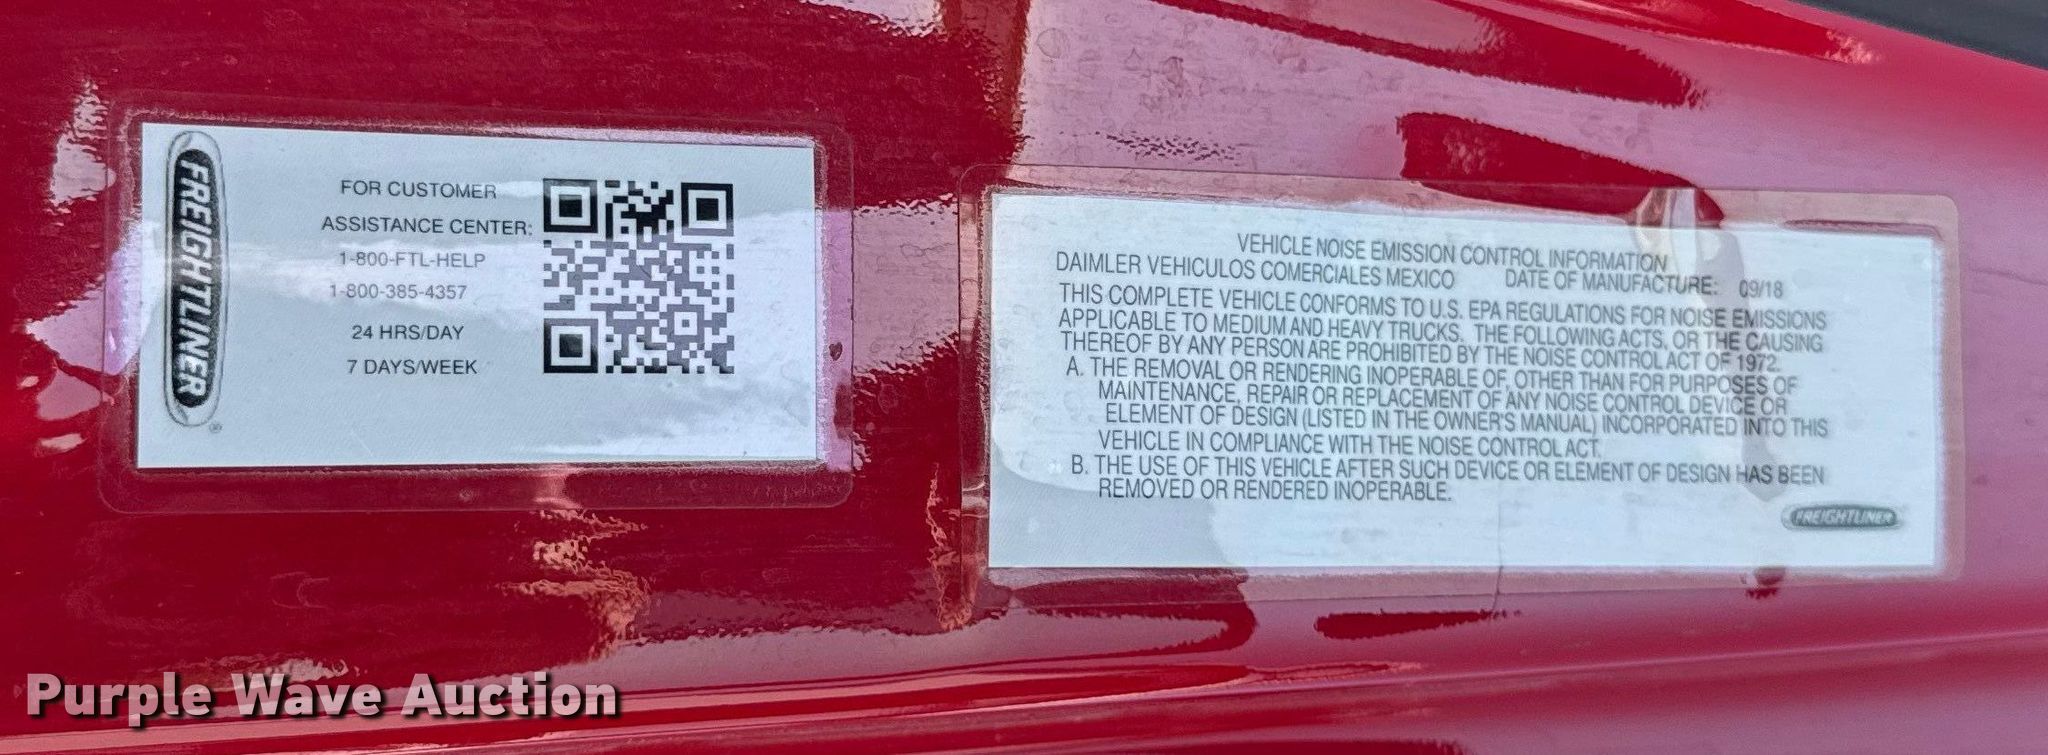 FREIGHTLINER
FOR CUSTOMER
ASSISTANCE CENTER:
1-800-FTL-HELP
1-800-385-4357
24 HRS/DAY
7 DAYS/WEEK
®
VEHICLE NOISE EMISSION CONTROL INFORMATION
DAIMLER VEHICULOS COMERCIALES MEXICO DATE OF MANUFACTURE: 09/18
THIS COMPLETE VEHICLE CONFORMS TO U.S. EPA REGULATIONS FOR NOISE EMISSIONS
APPLICABLE TO MEDIUM AND HEAVY TRUCKS. THE FOLLOWING ACTS, OR THE CAUSING
THEREOF BY ANY PERSON ARE PROHIBITED BY THE NOISE CONTROL ACT OF 1972.
A. THE REMOVAL OR RENDERING INOPERABLE OF, OTHER THAN FOR PURPOSES OF
MAINTENANCE, REPAIR OR REPLACEMENT OF ANY NOISE CONTROL DEVICE OR
ELEMENT OF DESIGN (LISTED IN THE OWNER'S MANUAL) INCORPORATED INTO THIS
VEHICLE IN COMPLIANCE WITH THE NOISE CONTROL ACT.
B. THE USE OF THIS VEHICLE AFTER SUCH DEVICE OR ELEMENT OF DESIGN HAS BEEN
REMOVED OR RENDERED INOPERABLE.
FREIGHTLINER
Purple Wave Auction